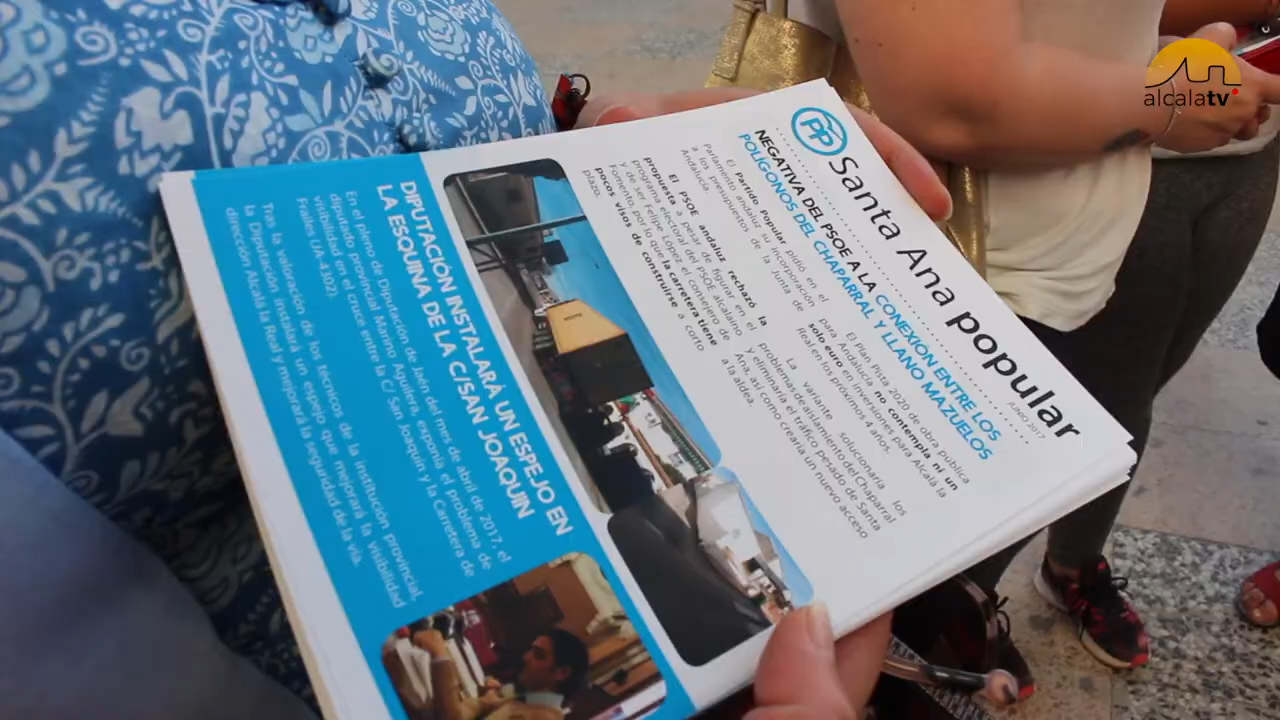 alcalatv
PP
Santa Ana popular
JUNIO 2017
NEGATIVA DEL PSOE A LA CONEXIÓN ENTRE LOS
POLÍGONOS DEL CHAPARRAL Y LLANO MAZUELOS
El Partido Popular pidió en el
Parlamento andaluz su incorporación
a los presupuestos de la Junta de
Andalucía
El PSOE andaluz rechazó la
propuesta a pesar de figurar en el
programa electoral del PSOE alcalaíno
y de ser Felipe López el consejero de
Fomento, por lo que la carretera tiene
pocos visos de construirse a corto
plazo.
El Plan Pista 2020 de obra pública
para Andalucía no contempla ni un
solo euro en inversiones para Alcalá la
Real en los próximos 4 años.
La variante solucionaría los
problemas de aislamiento del Chaparral
y eliminaría el tráfico pesado de Santa
Ana, así como crearía un nuevo acceso
a la aldea.
DIPUTACIÓN INSTALARÁ UN ESPEJO EN
LA ESQUINA DE LA C/SAN JOAQUIN
En el pleno de Diputación de Jaén del mes de abril de 2017, el
diputado provincial Marino Aguilera, exponía el problema de
visibilidad en el cruce entre la C/ San Joaquín y la Carretera de
Frailes (JA-4302).
Tras la valoración de los técnicos de la institución provincial,
la Diputación instalará un espejo que mejorará la visibilidad
dirección Alcalá la Real y mejorará la seguridad de la vía.